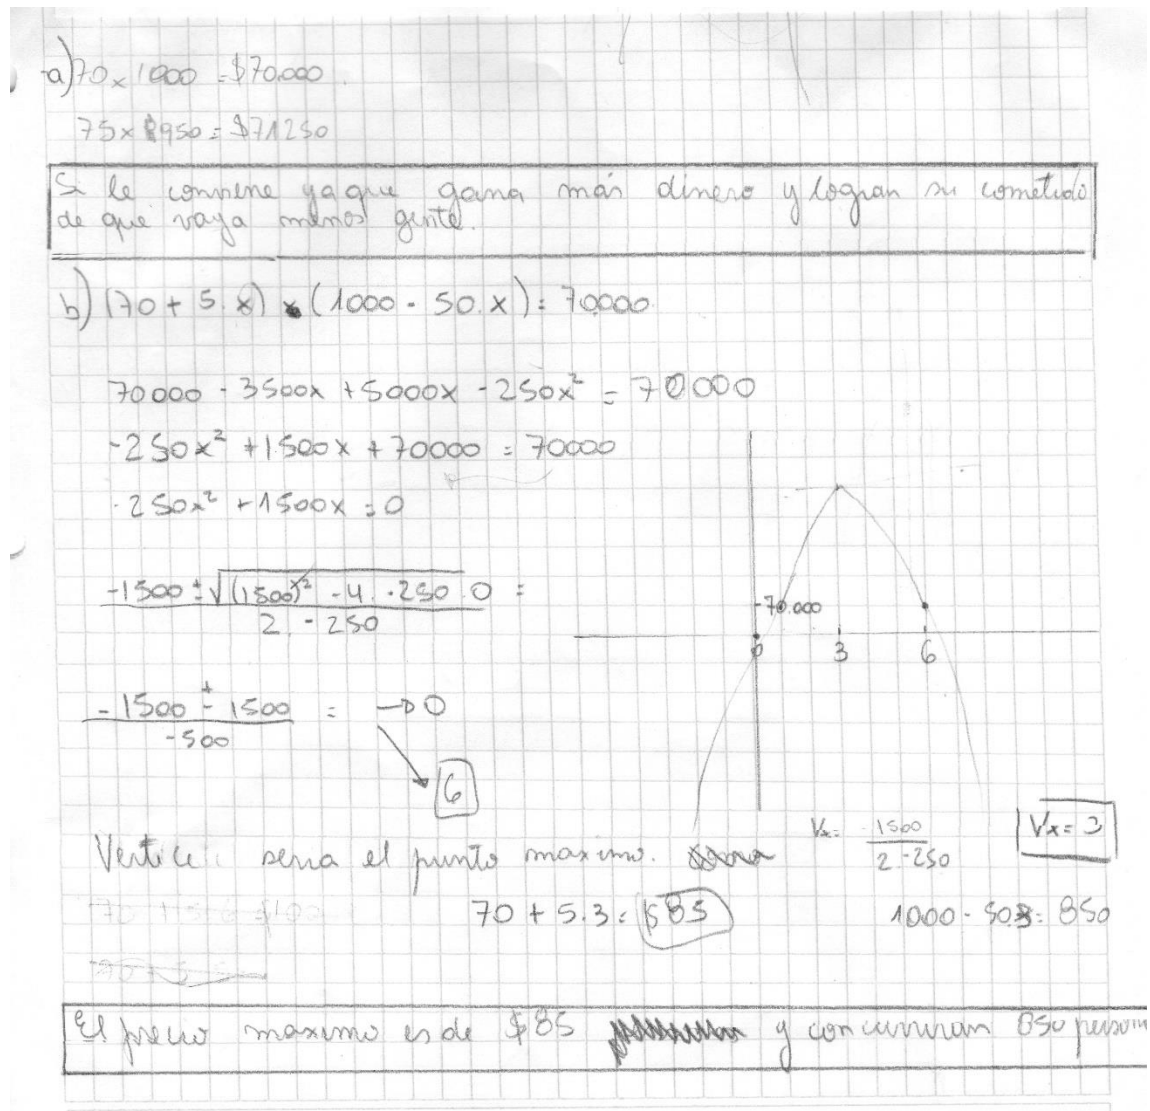 a) 70 x 1000 = $70.000
75 x 950 = $71250
Si le conviene ya que gana más dinero y logran su cometido
de que vaya menos gente.
b) (70 + 5.x) . (1000 - 50.x) = 70000
70000 - 3500x + 5000x - 250x² = 70000
-250x² + 1500x + 70000 = 70000
-250x² + 1500x = 0
-1500 ± √(1500)² - 4. -250.0 =
2. -250
-70.000
0 3 6
-1500 ± 1500 = → 0
-500
6
Vertice seria el punto maximo.
Vx= -1500
2.-250
Vx = 3
70 + 5.3 = $85
1000 - 50.3 = 850
El precio maximo es de $85 y concurriran 850 person